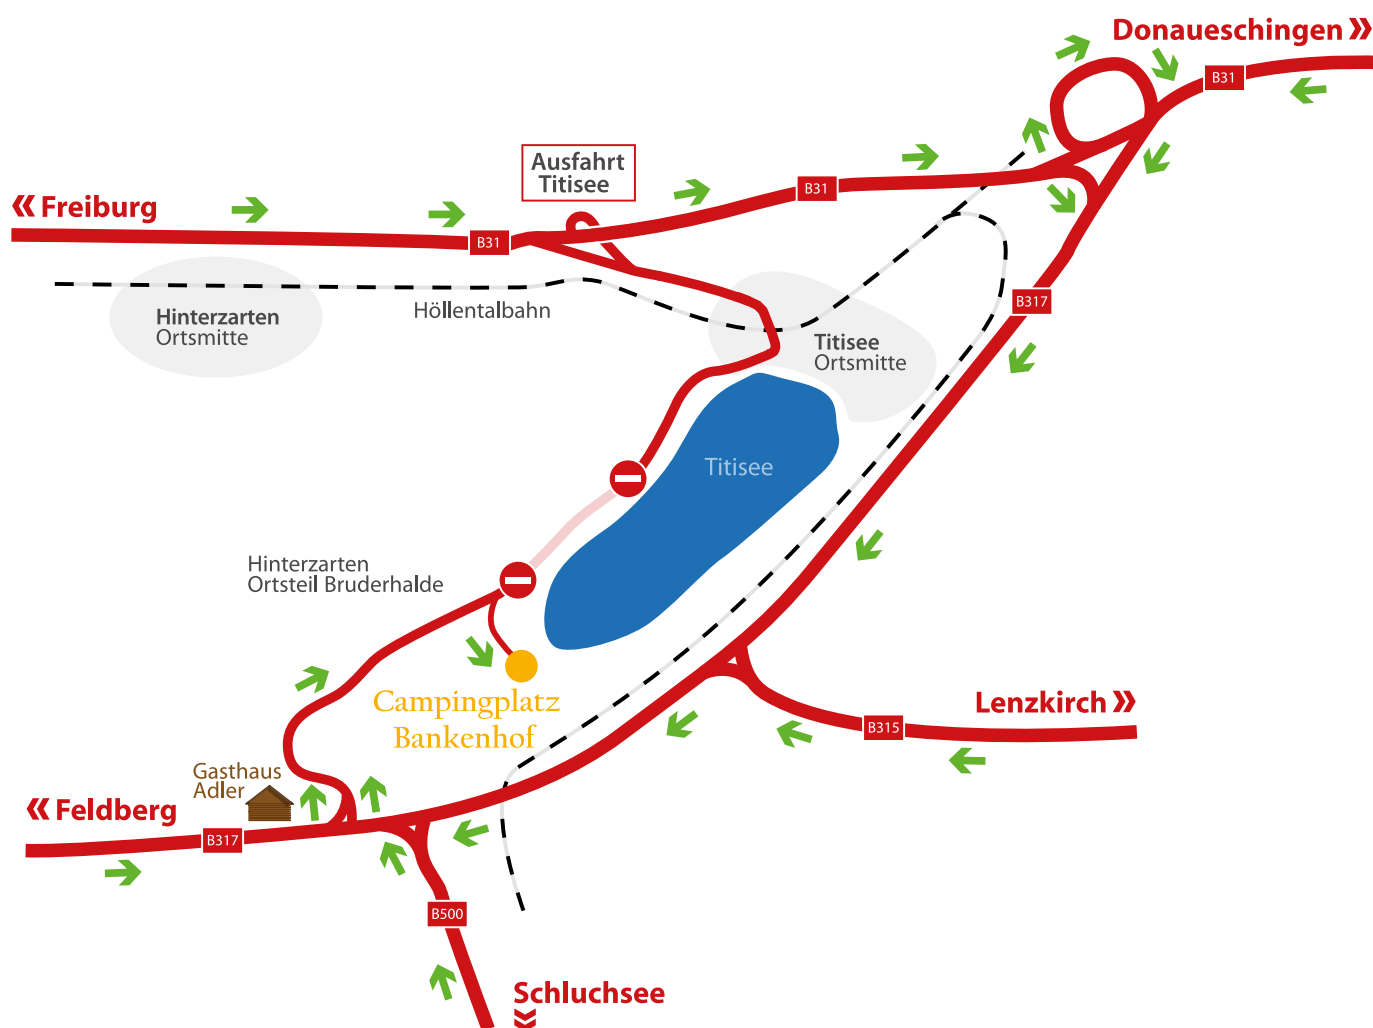 Donaueschingen »
B31
Ausfahrt
Titisee
B31
« Freiburg
B31
B317
Höllentalbahn
Hinterzarten
Ortsmitte
Titisee
Ortsmitte
Titisee
Hinterzarten
Ortsteil Bruderhalde
Campingplatz
Bankenhof
Lenzkirch »
B315
Gasthaus
Adler
« Feldberg
B317
B500
Schluchsee